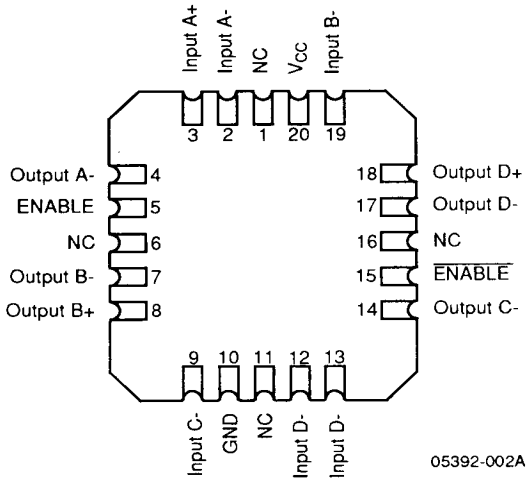 Input A+
Input A-
NC
VCC
Input B-
3 2 1 20 19
Output A- 4
ENABLE 5
NC 6
Output B- 7
Output B+ 8
18 Output D+
17 Output D-
16 NC
15 ENABLE
14 Output C-
9 10 11 12 13
Input C-
GND
NC
Input D-
Input D-
05392-002A